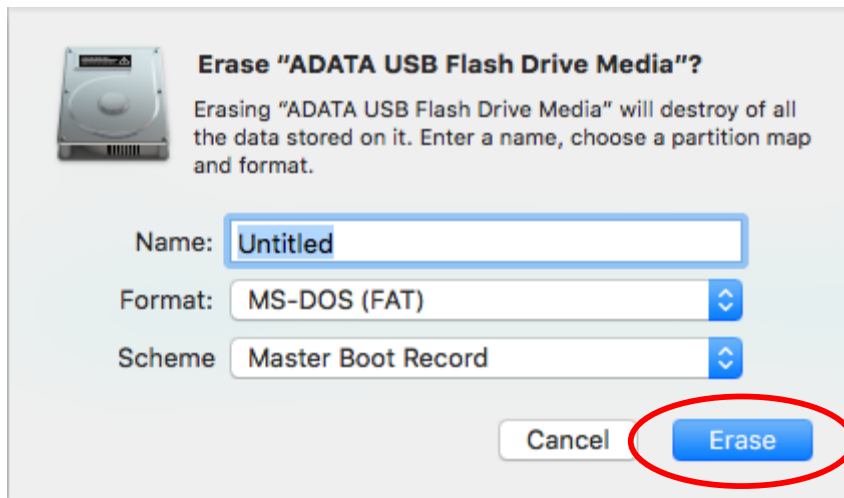 Erase “ADATA USB Flash Drive Media”?
Erasing “ADATA USB Flash Drive Media” will destroy of all
the data stored on it. Enter a name, choose a partition map
and format.
Name: Untitled
Format: MS-DOS (FAT)
Scheme Master Boot Record
Cancel Erase